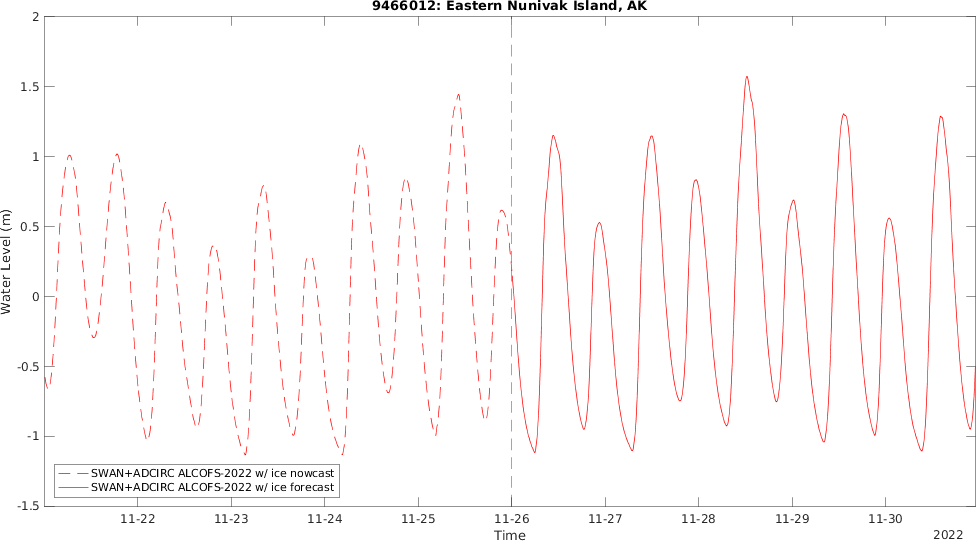 9466012: Eastern Nunivak Island, AK
2
1.5
1
0.5
0
-0.5
-1
-1.5
Water Level (m)
SWAN+ADCIRC ALCOFS-2022 w/ ice nowcast
SWAN+ADCIRC ALCOFS-2022 w/ ice forecast
11-22 11-23 11-24 11-25 11-26 11-27 11-28 11-29 11-30
Time
2022